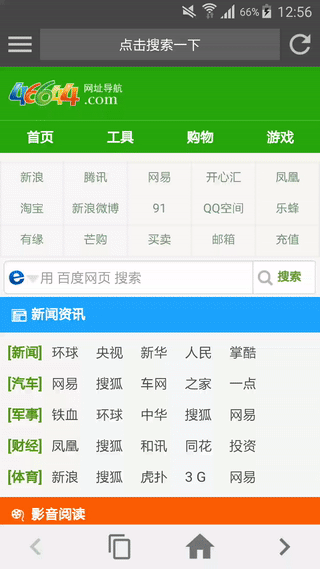 66% 12:56
点击搜索一下
46644 网址导航
.com
首页 工具 购物 游戏
新浪 腾讯 网易 开心汇 凤凰
淘宝 新浪微博 91 QQ空间 乐蜂
有缘 芒购 买卖 邮箱 充值
用 百度网页 搜索 搜索
新闻资讯
[新闻] 环球 央视 新华 人民 掌酷
[汽车] 网易 搜狐 车网 之家 一点
[军事] 铁血 环球 中华 搜狐 网易
[财经] 凤凰 搜狐 和讯 同花 投资
[体育] 新浪 搜狐 虎扑 3 G 网易
影音阅读